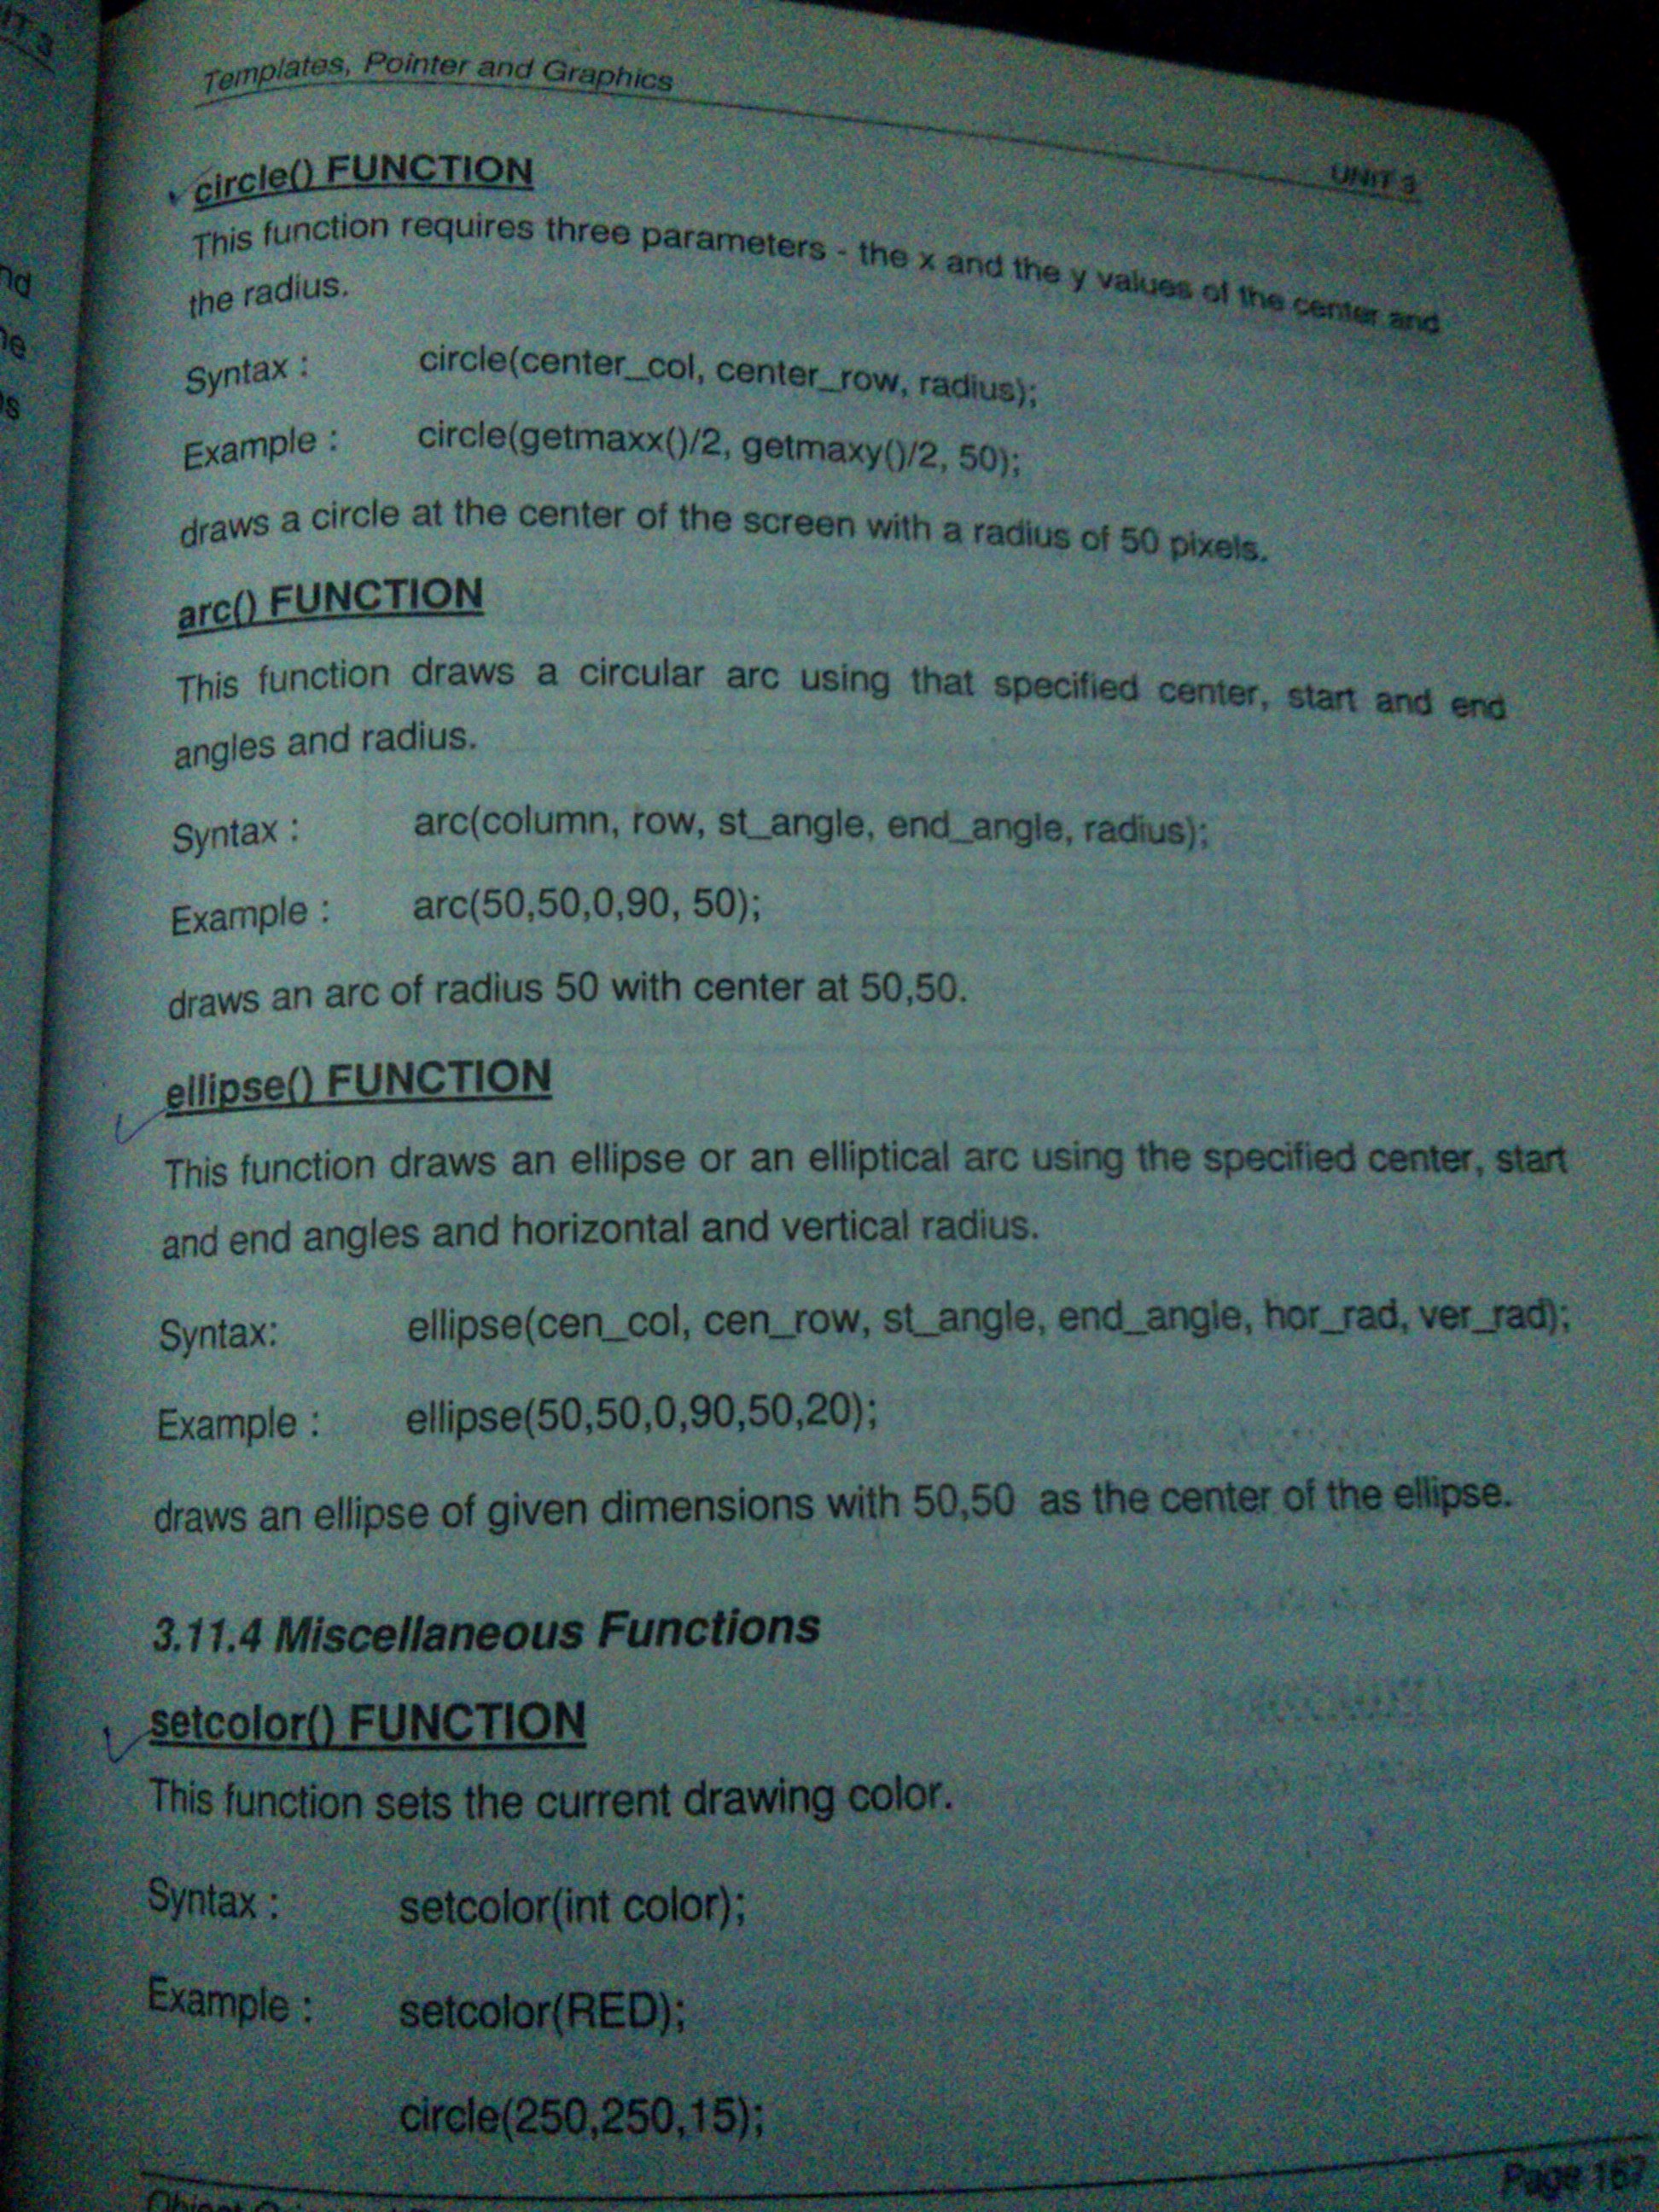 Templates, Pointer and Graphics
UNIT 3
circle() FUNCTION
This function requires three parameters - the x and the y values of the center and
the radius.
Syntax : circle(center_col, center_row, radius);
Example : circle(getmaxx()/2, getmaxy()/2, 50);
draws a circle at the center of the screen with a radius of 50 pixels.
arc() FUNCTION
This function draws a circular arc using that specified center, start and end
angles and radius.
Syntax : arc(column, row, st_angle, end_angle, radius);
Example : arc(50,50,0,90, 50);
draws an arc of radius 50 with center at 50,50.
ellipse() FUNCTION
This function draws an ellipse or an elliptical arc using the specified center, start
and end angles and horizontal and vertical radius.
Syntax: ellipse(cen_col, cen_row, st_angle, end_angle, hor_rad, ver_rad);
Example : ellipse(50,50,0,90,50,20);
draws an ellipse of given dimensions with 50,50 as the center of the ellipse.
3.11.4 Miscellaneous Functions
setcolor() FUNCTION
This function sets the current drawing color.
Syntax : setcolor(int color);
Example : setcolor(RED);
circle(250,250,15);
Page 167